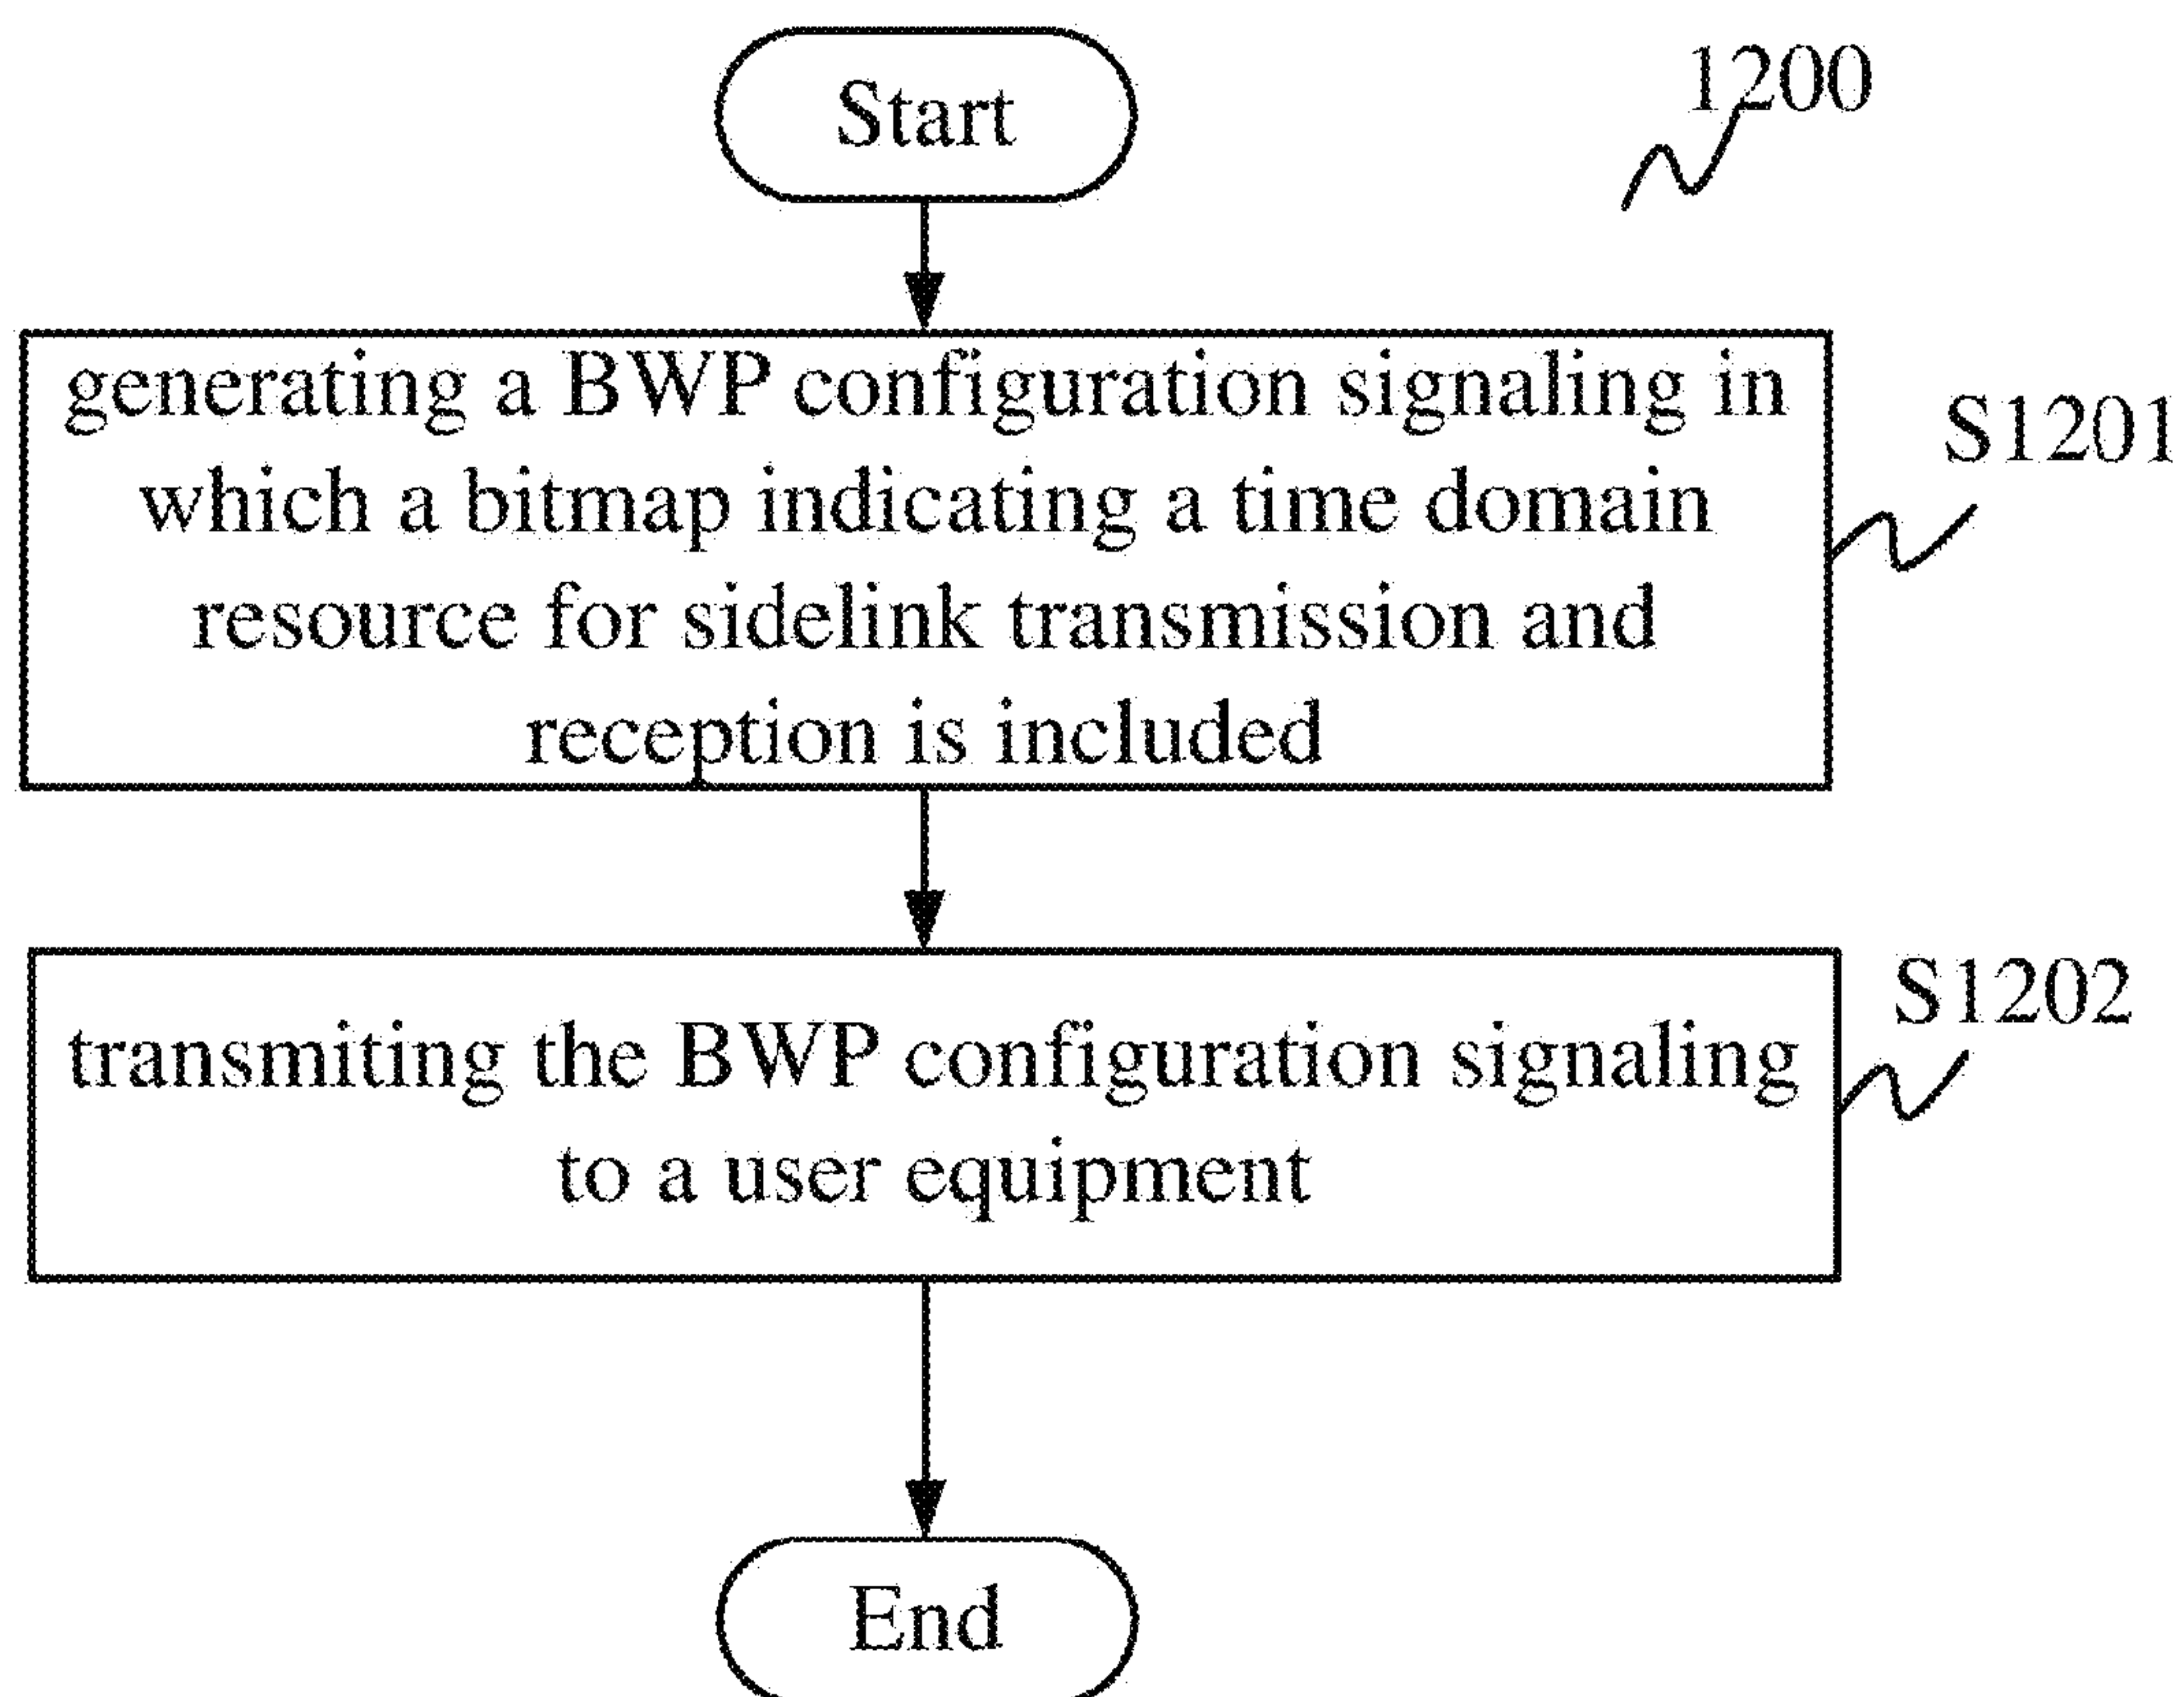 Start
1200
generating a BWP configuration signaling in
which a bitmap indicating a time domain
resource for sidelink transmission and
reception is included
S1201
transmiting the BWP configuration signaling
to a user equipment
S1202
End